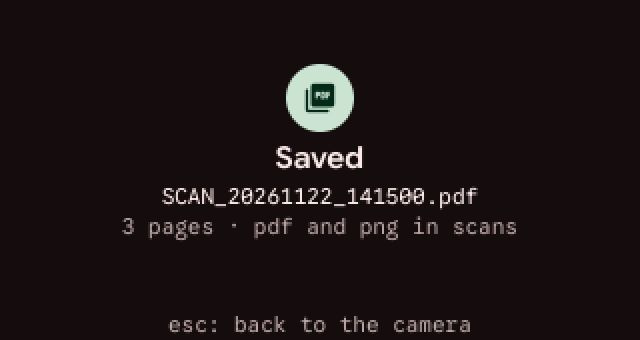 PDF
Saved
SCAN_20261122_141500.pdf
3 pages · pdf and png in scans
esc: back to the camera